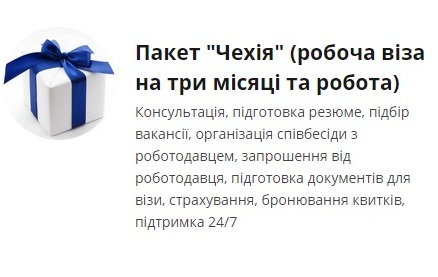 Пакет "Чехія" (робоча віза
на три місяці та робота)
Консультація, підготовка резюме, підбір
вакансії, організація співбесіди з
роботодавцем, запрошення від
роботодавця, підготовка документів для
візи, страхування, бронювання квитків,
підтримка 24/7